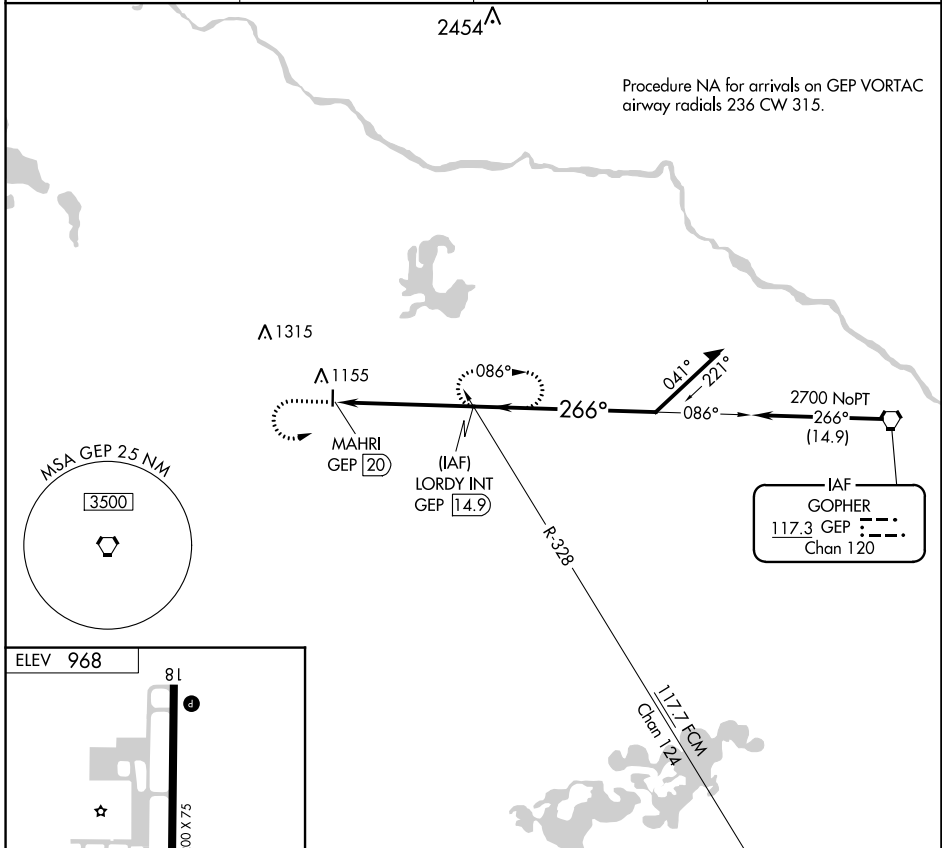 2454
Procedure NA for arrivals on GEP VORTAC
airway radials 236 CW 315.
1315
1155
086°
041°
221°
266°
086°
2700 NoPT
266°
(14.9)
MAHRI
GEP 20
(IAF)
LORDY INT
GEP 14.9
IAF
GOPHER
117.3 GEP
Chan 120
MSA GEP 25 NM
3500
R-328
117.7 FCM
Chan 124
ELEV 968
18
P
00 X 75